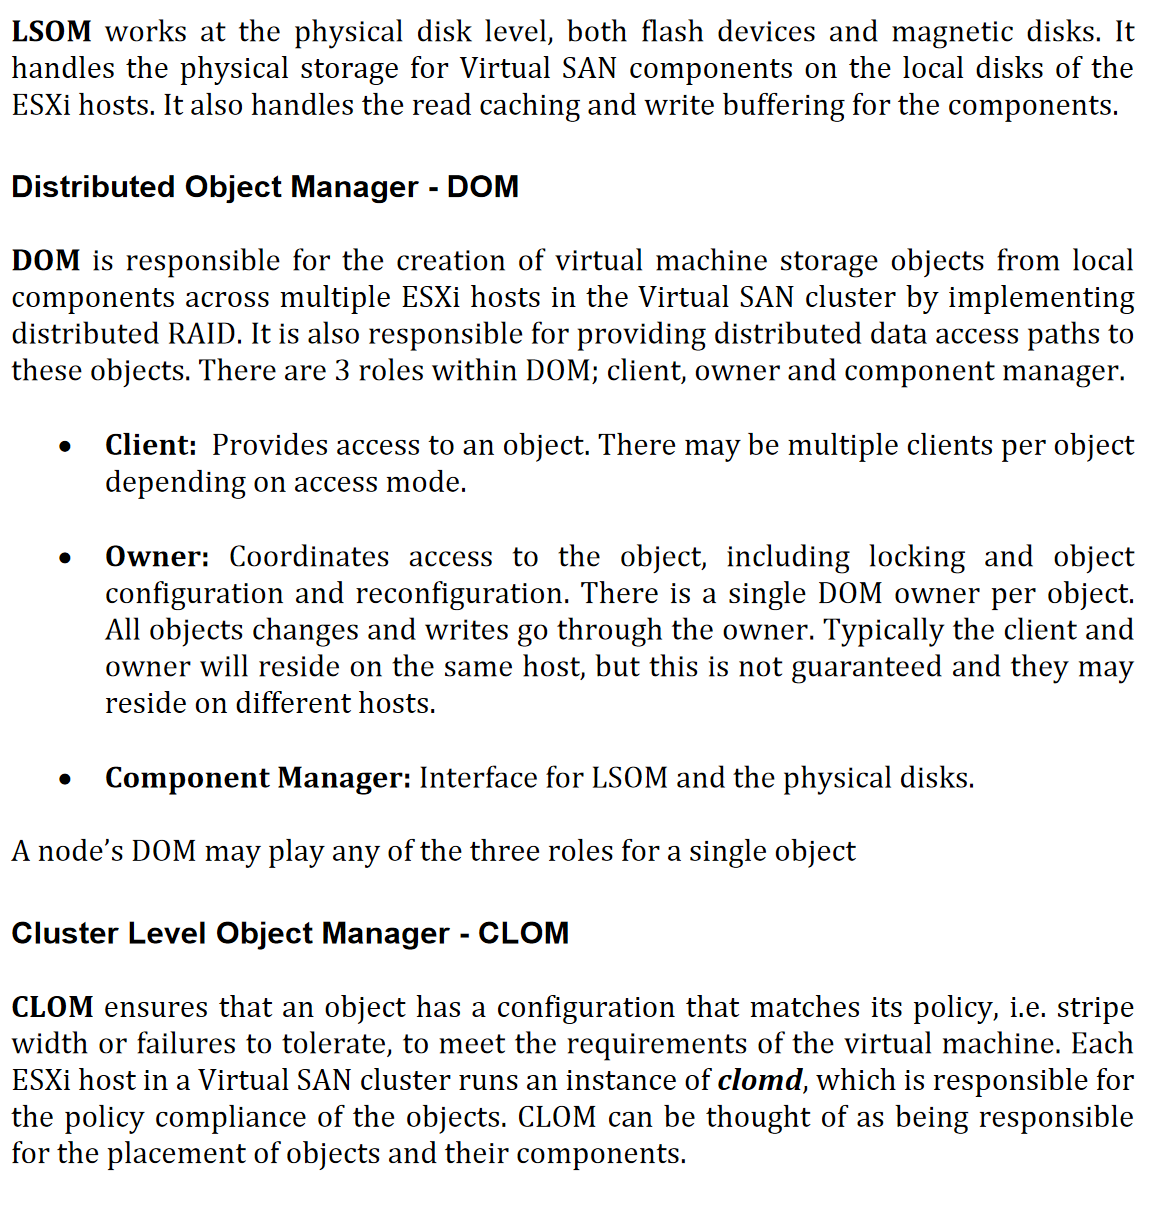 LSOM works at the physical disk level, both flash devices and magnetic disks. It
handles the physical storage for Virtual SAN components on the local disks of the
ESXi hosts. It also handles the read caching and write buffering for the components.
Distributed Object Manager - DOM
DOM is responsible for the creation of virtual machine storage objects from local
components across multiple ESXi hosts in the Virtual SAN cluster by implementing
distributed RAID. It is also responsible for providing distributed data access paths to
these objects. There are 3 roles within DOM; client, owner and component manager.
• Client: Provides access to an object. There may be multiple clients per object
depending on access mode.
• Owner: Coordinates access to the object, including locking and object
configuration and reconfiguration. There is a single DOM owner per object.
All objects changes and writes go through the owner. Typically the client and
owner will reside on the same host, but this is not guaranteed and they may
reside on different hosts.
• Component Manager: Interface for LSOM and the physical disks.
A node’s DOM may play any of the three roles for a single object
Cluster Level Object Manager - CLOM
CLOM ensures that an object has a configuration that matches its policy, i.e. stripe
width or failures to tolerate, to meet the requirements of the virtual machine. Each
ESXi host in a Virtual SAN cluster runs an instance of clomd, which is responsible for
the policy compliance of the objects. CLOM can be thought of as being responsible
for the placement of objects and their components.